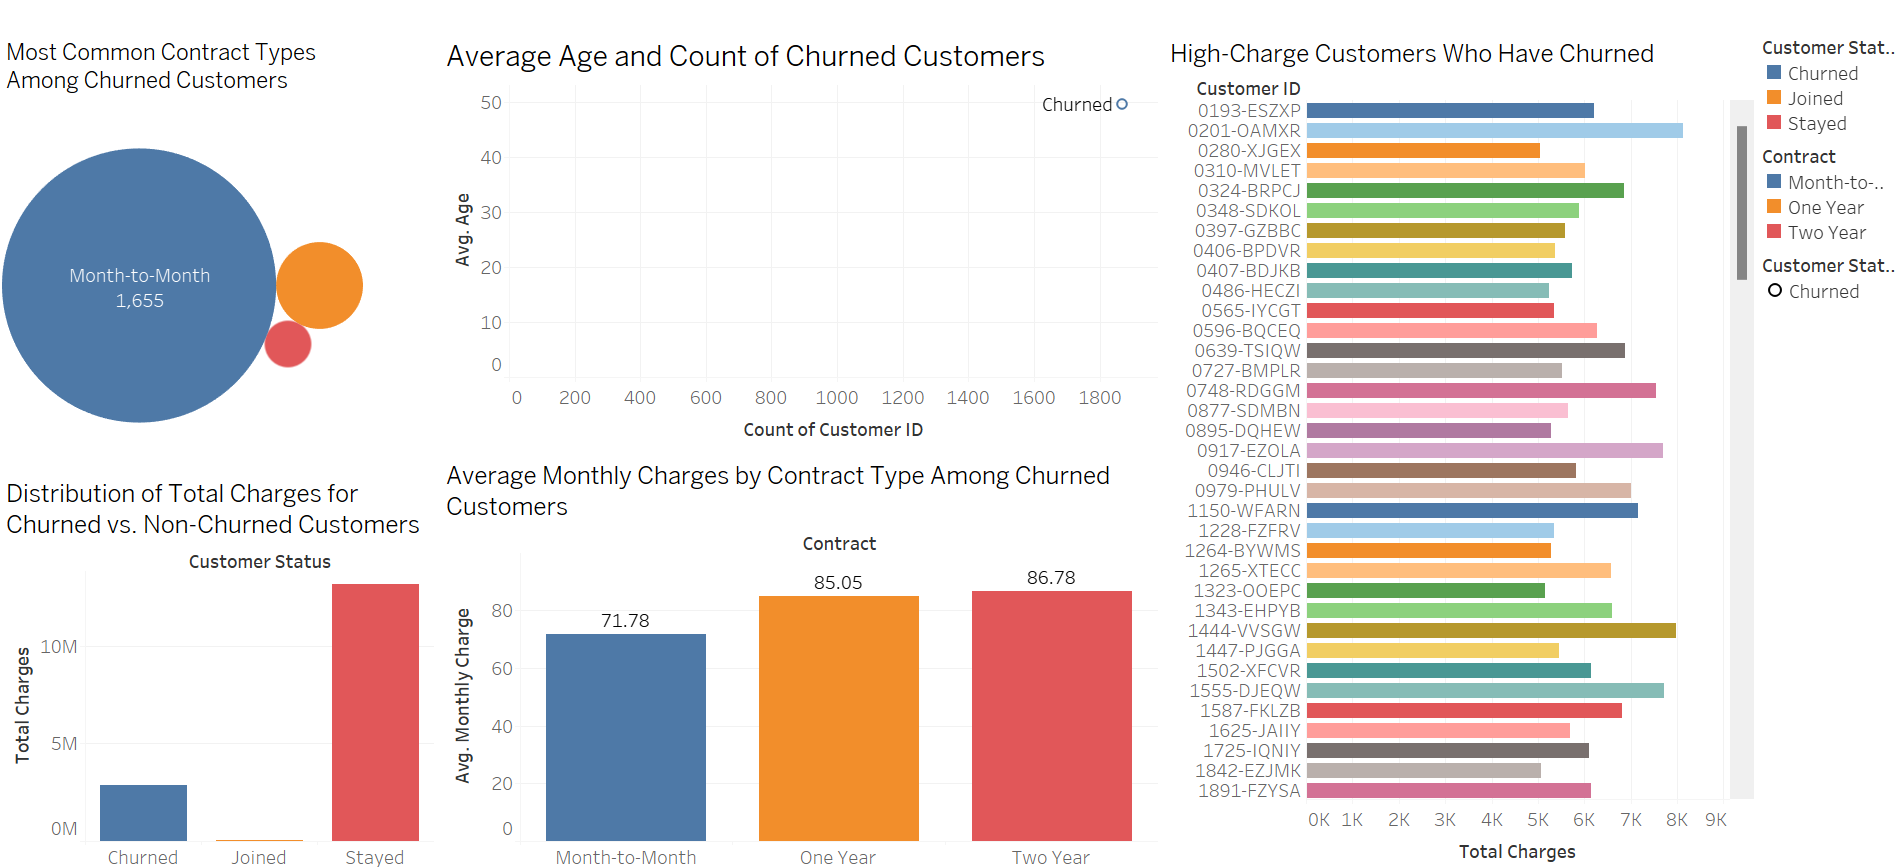 Most Common Contract Types
Among Churned Customers
Month-to-Month
1,655
Average Age and Count of Churned Customers
Avg. Age
50
40
30
20
10
0
Churned
0 200 400 600 800 1000 1200 1400 1600 1800
Count of Customer ID
Distribution of Total Charges for
Churned vs. Non-Churned Customers
Customer Status
Total Charges
10M
5M
0M
Churned Joined Stayed
Average Monthly Charges by Contract Type Among Churned
Customers
Contract
Avg. Monthly Charge
80
60
40
20
0
71.78
85.05
86.78
Month-to-Month One Year Two Year
High-Charge Customers Who Have Churned
Customer ID
0193-ESZXP
0201-OAMXR
0280-XJGEX
0310-MVLET
0324-BRPCJ
0348-SDKOL
0397-GZBBC
0406-BPDVR
0407-BDJKB
0486-HECZI
0565-IYCGT
0596-BQCEQ
0639-TSIQW
0727-BMPLR
0748-RDGGM
0877-SDMBN
0895-DQHEW
0917-EZOLA
0946-CLJTI
0979-PHULV
1150-WFARN
1228-FZFRV
1264-BYWMS
1265-XTECC
1323-OOEPC
1343-EHPYB
1444-VVSGW
1447-PJGGA
1502-XFCVR
1555-DJEQW
1587-FKLZB
1625-JAIIY
1725-IQNIY
1842-EZJMK
1891-FZYSA
0K 1K 2K 3K 4K 5K 6K 7K 8K 9K
Total Charges
Customer Stat..
Churned
Joined
Stayed
Contract
Month-to-..
One Year
Two Year
Customer Stat..
Churned